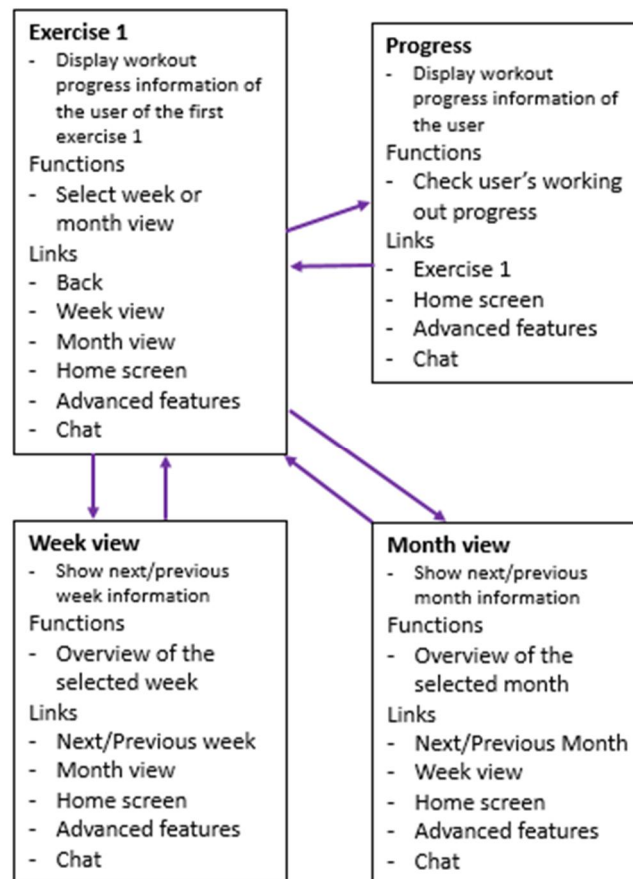 Exercise 1
- Display workout
progress information of
the user of the first
exercise 1
Functions
- Select week or
month view
Links
- Back
- Week view
- Month view
- Home screen
- Advanced features
- Chat
Progress
- Display workout
progress information of
the user
Functions
- Check user's working
out progress
Links
- Exercise 1
- Home screen
- Advanced features
- Chat
Week view
- Show next/previous
week information
Functions
- Overview of the
selected week
Links
- Next/Previous week
- Month view
- Home screen
- Advanced features
- Chat
Month view
- Show next/previous
month information
Functions
- Overview of the
selected month
Links
- Next/Previous Month
- Week view
- Home screen
- Advanced features
- Chat